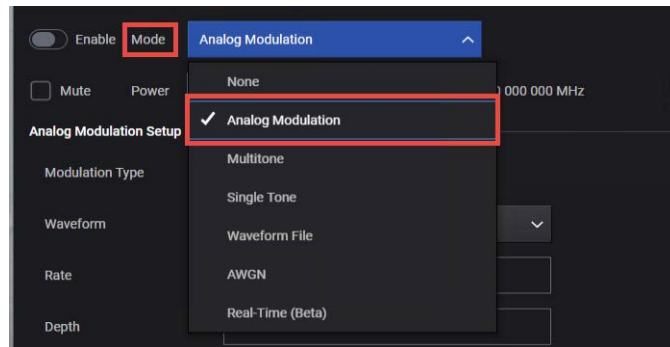 Enable Mode Analog Modulation
None
Mute Power 000 000 MHz
Analog Modulation
Analog Modulation Setup
Multitone
Modulation Type
Single Tone
Waveform
Waveform File
Rate
AWGN
Real-Time (Beta)
Depth